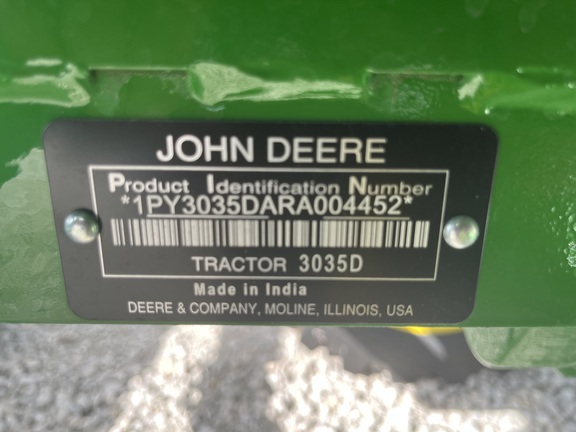 JOHN DEERE
Product Identification Number
*1PY3035DARA004452*
TRACTOR 3035D
Made in India
DEERE & COMPANY, MOLINE, ILLINOIS, USA